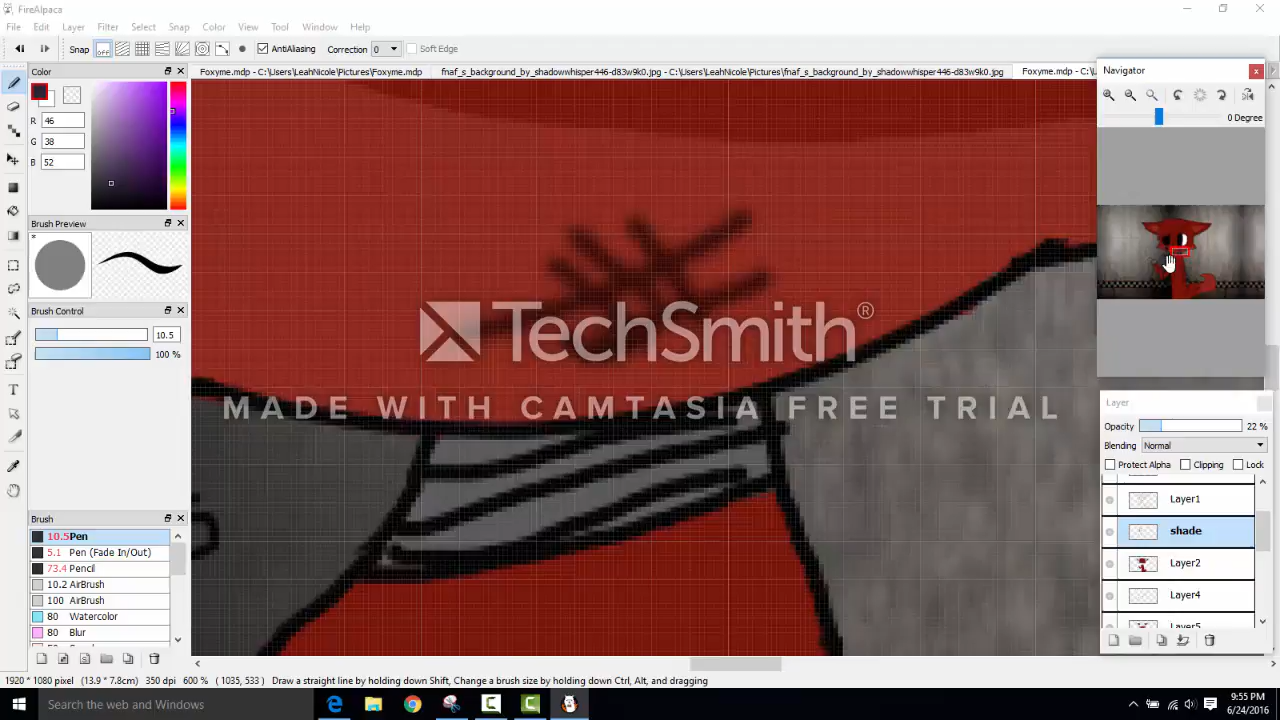 FireAlpaca
File Edit Layer Filter Select Snap Color View Tool Window Help
Snap OFF AntiAliasing Correction 0 Soft Edge
Color
Foxyme.mdp - C:\Users\LeahNicole\Pictures\Foxyme.mdp fnaf_s_background_by_shadowwhisper446-d83w9k0.jpg - C:\Users\LeahNicole\Pictures\fnaf_s_background_by_shadowwhisper446-d83w9k0.jpg Foxyme.mdp - C:\L
Navigator
0 Degree
R 46
G 38
B 52
Brush Preview
*
Brush Control
10.5
100 %
TechSmith®
MADE WITH CAMTASIA FREE TRIAL
Layer
Opacity 22 %
Blending Normal
Protect Alpha Clipping Lock
Layer1
shade
Layer2
Layer4
Layer5
Brush
10.5 Pen
5.1 Pen (Fade In/Out)
73.4 Pencil
10.2 AirBrush
100 AirBrush
80 Watercolor
80 Blur
1920 * 1080 pixel (13.9 * 7.8cm) 350 dpi 600 % ( 1035, 533 ) Draw a straight line by holding down Shift, Change a brush size by holding down Ctrl, Alt, and dragging
Search the web and Windows
9:55 PM
6/24/2016